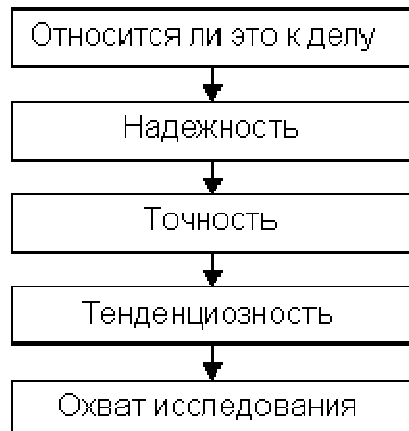 Относится ли это к делу
Надежность
Точность
Тенденциозность
Охват исследования